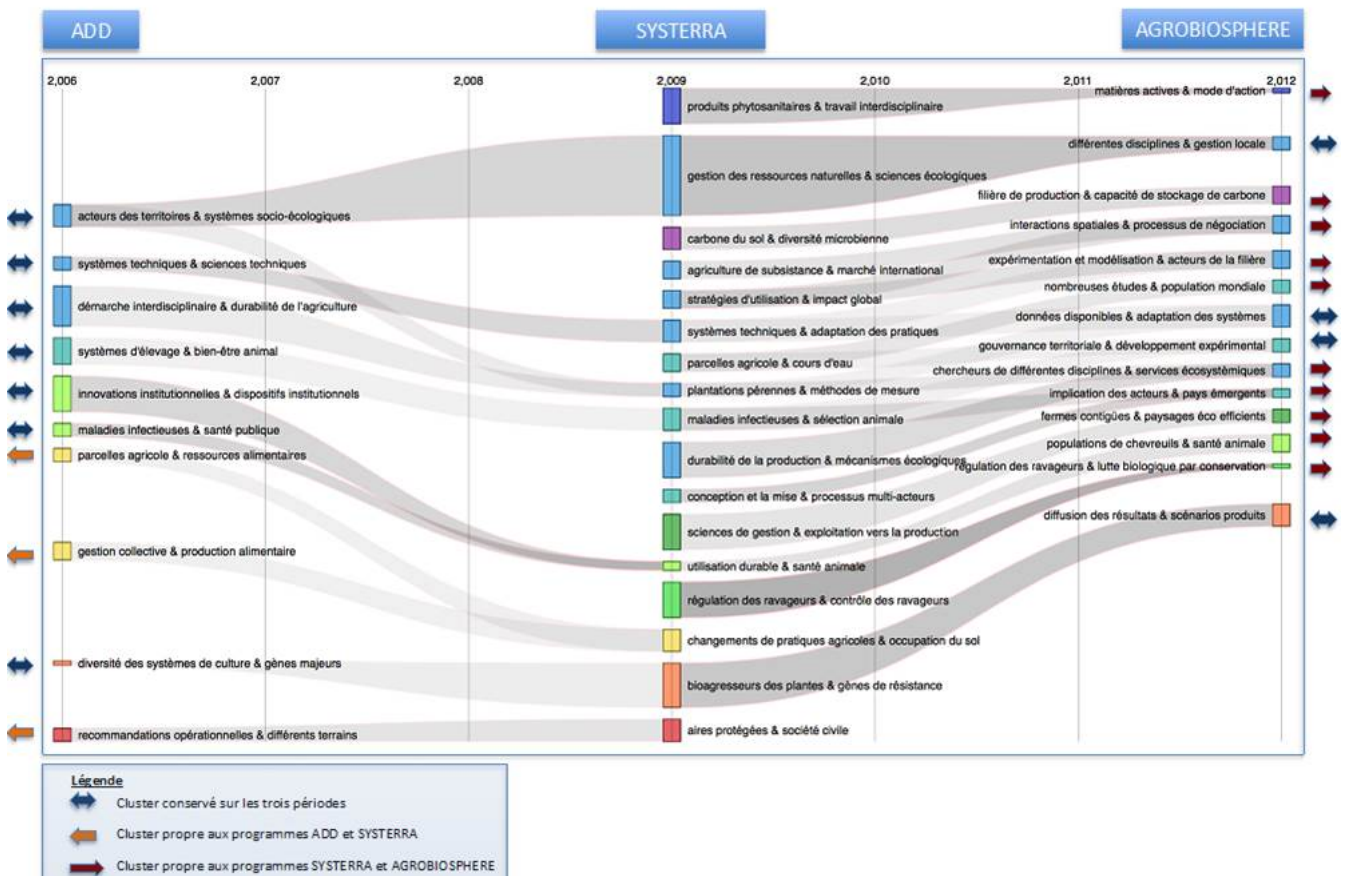 ADD
SYSTERRA
AGROBIOSPHERE
2,006
2,007
2,008
2,009
2,010
2,011
2,012
acteurs des territoires & systèmes socio-écologiques
systèmes techniques & sciences techniques
démarche interdisciplinaire & durabilité de l'agriculture
systèmes d'élevage & bien-être animal
innovations institutionnelles & dispositifs institutionnels
maladies infectieuses & santé publique
parcelles agricole & ressources alimentaires
gestion collective & production alimentaire
diversité des systèmes de culture & gènes majeurs
recommandations opérationnelles & différents terrains
produits phytosanitaires & travail interdisciplinaire
gestion des ressources naturelles & sciences écologiques
carbone du sol & diversité microbienne
agriculture de subsistance & marché international
stratégies d'utilisation & impact global
systèmes techniques & adaptation des pratiques
parcelles agricole & cours d'eau
plantations pérennes & méthodes de mesure
maladies infectieuses & sélection animale
durabilité de la production & mécanismes écologiques
conception et la mise & processus multi-acteurs
sciences de gestion & exploitation vers la production
utilisation durable & santé animale
régulation des ravageurs & contrôle des ravageurs
changements de pratiques agricoles & occupation du sol
bioagresseurs des plantes & gènes de résistance
aires protégées & société civile
matières actives & mode d'action
différentes disciplines & gestion locale
filière de production & capacité de stockage de carbone
interactions spatiales & processus de négociation
expérimentation et modélisation & acteurs de la filière
nombreuses études & population mondiale
données disponibles & adaptation des systèmes
gouvernance territoriale & développement expérimental
chercheurs de différentes disciplines & services écosystèmiques
implication des acteurs & pays émergents
fermes contigües & paysages éco efficients
populations de chevreuils & santé animale
régulation des ravageurs & lutte biologique par conservation
diffusion des résultats & scénarios produits
Légende
Cluster conservé sur les trois périodes
Cluster propre aux programmes ADD et SYSTERRA
Cluster propre aux programmes SYSTERRA et AGROBIOSPHERE